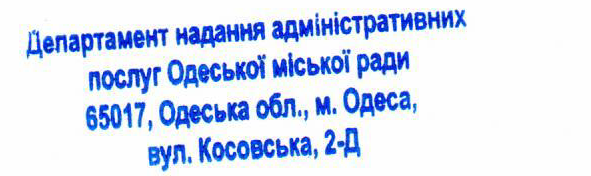 Департамент надання адміністративних
послуг Одеської міської ради
65017, Одеська обл., м. Одеса,
вул. Косовська, 2-Д